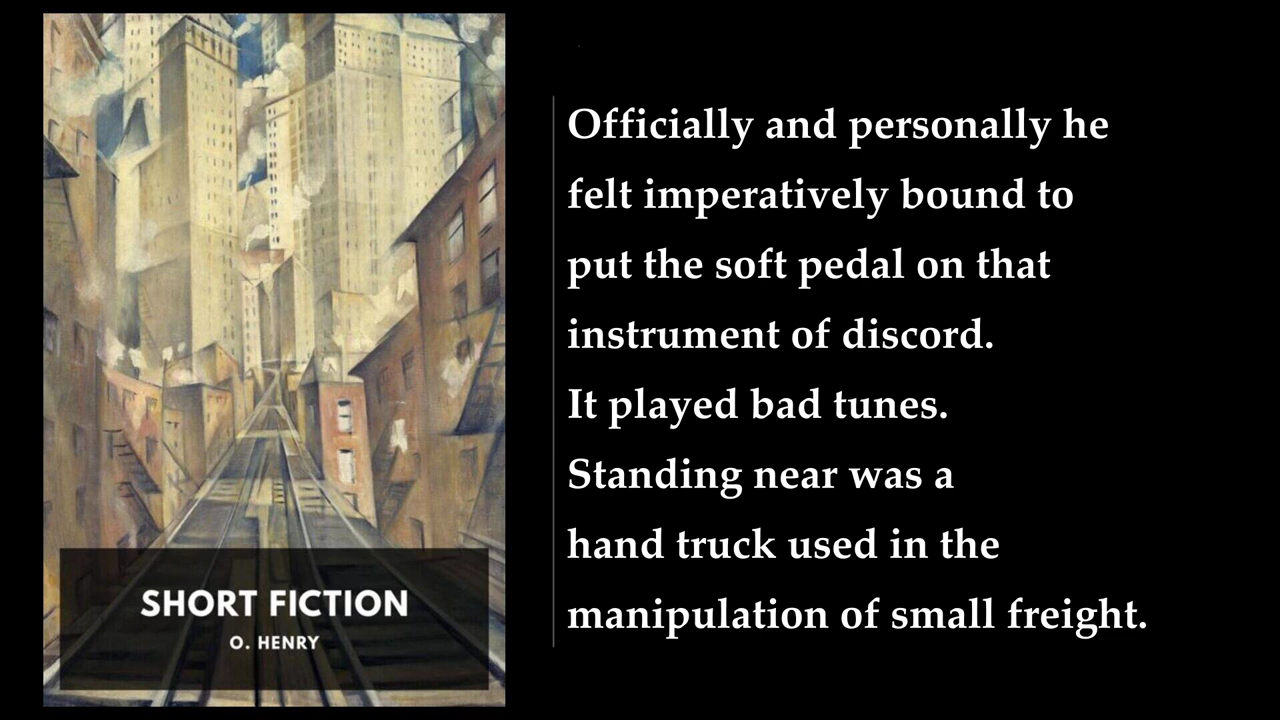 SHORT FICTION
O. HENRY
Officially and personally he
felt imperatively bound to
put the soft pedal on that
instrument of discord.
It played bad tunes.
Standing near was a
hand truck used in the
manipulation of small freight.